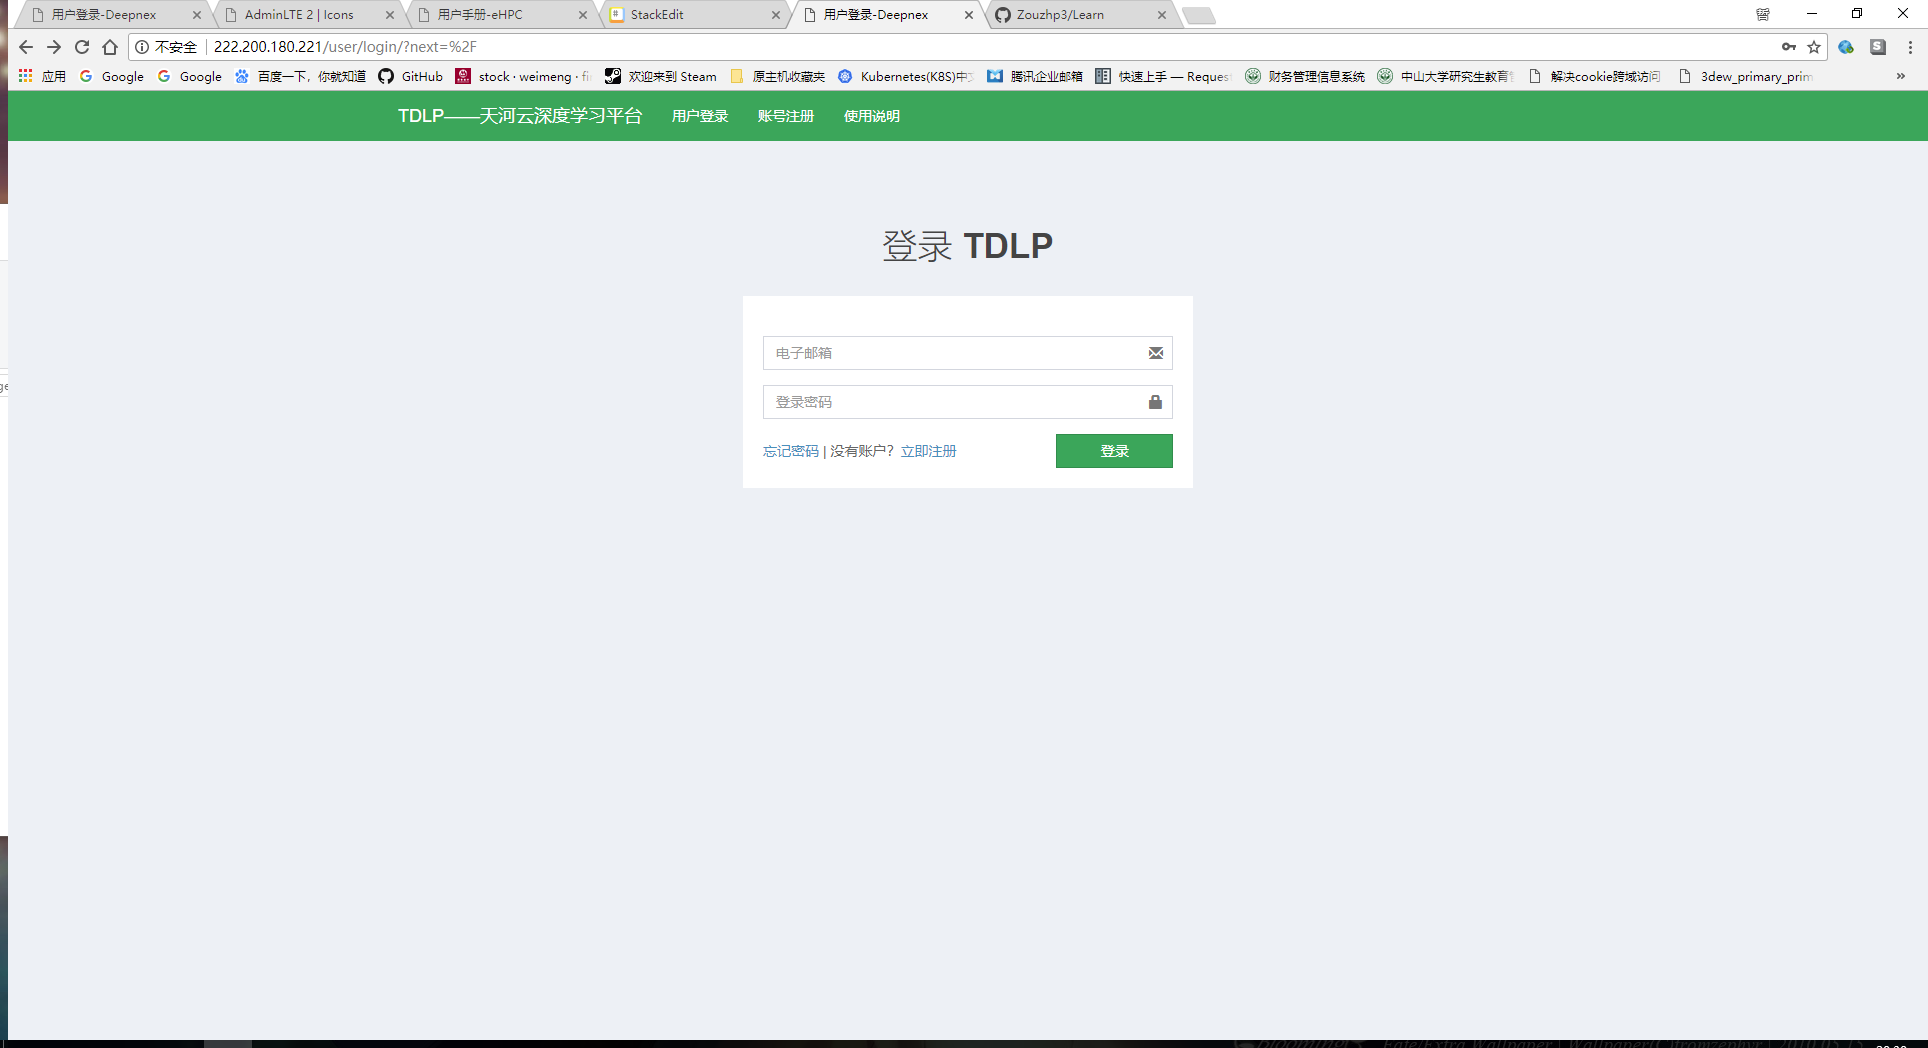 用户登录-Deepnex
AdminLTE 2 | Icons
用户手册-eHPC
StackEdit
用户登录-Deepnex
Zouzhp3/Learn
不安全
222.200.180.221/user/login/?next=%2F
应用
Google
Google
百度一下，你就知道
GitHub
stock · weimeng ·
欢迎来到 Steam
原主机收藏夹
Kubernetes(K8S)中
腾讯企业邮箱
快速上手 — Reques
财务管理信息系统
中山大学研究生教育
解决cookie跨域访问
3dew_primary_prim
»
TDLP——天河云深度学习平台
用户登录
账号注册
使用说明
登录 TDLP
电子邮箱
登录密码
忘记密码 | 没有账户？立即注册
登录